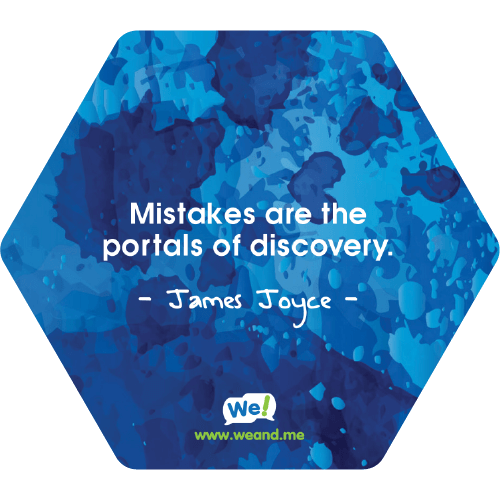 Mistakes are the
portals of discovery.
- James Joyce -
We!
www.weand.me